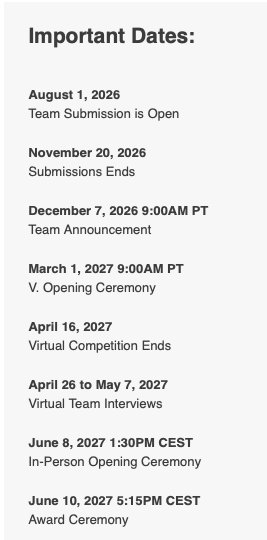 Important Dates:
August 1, 2026
Team Submission is Open
November 20, 2026
Submissions Ends
December 7, 2026 9:00AM PT
Team Announcement
March 1, 2027 9:00AM PT
V. Opening Ceremony
April 16, 2027
Virtual Competition Ends
April 26 to May 7, 2027
Virtual Team Interviews
June 8, 2027 1:30PM CEST
In-Person Opening Ceremony
June 10, 2027 5:15PM CEST
Award Ceremony